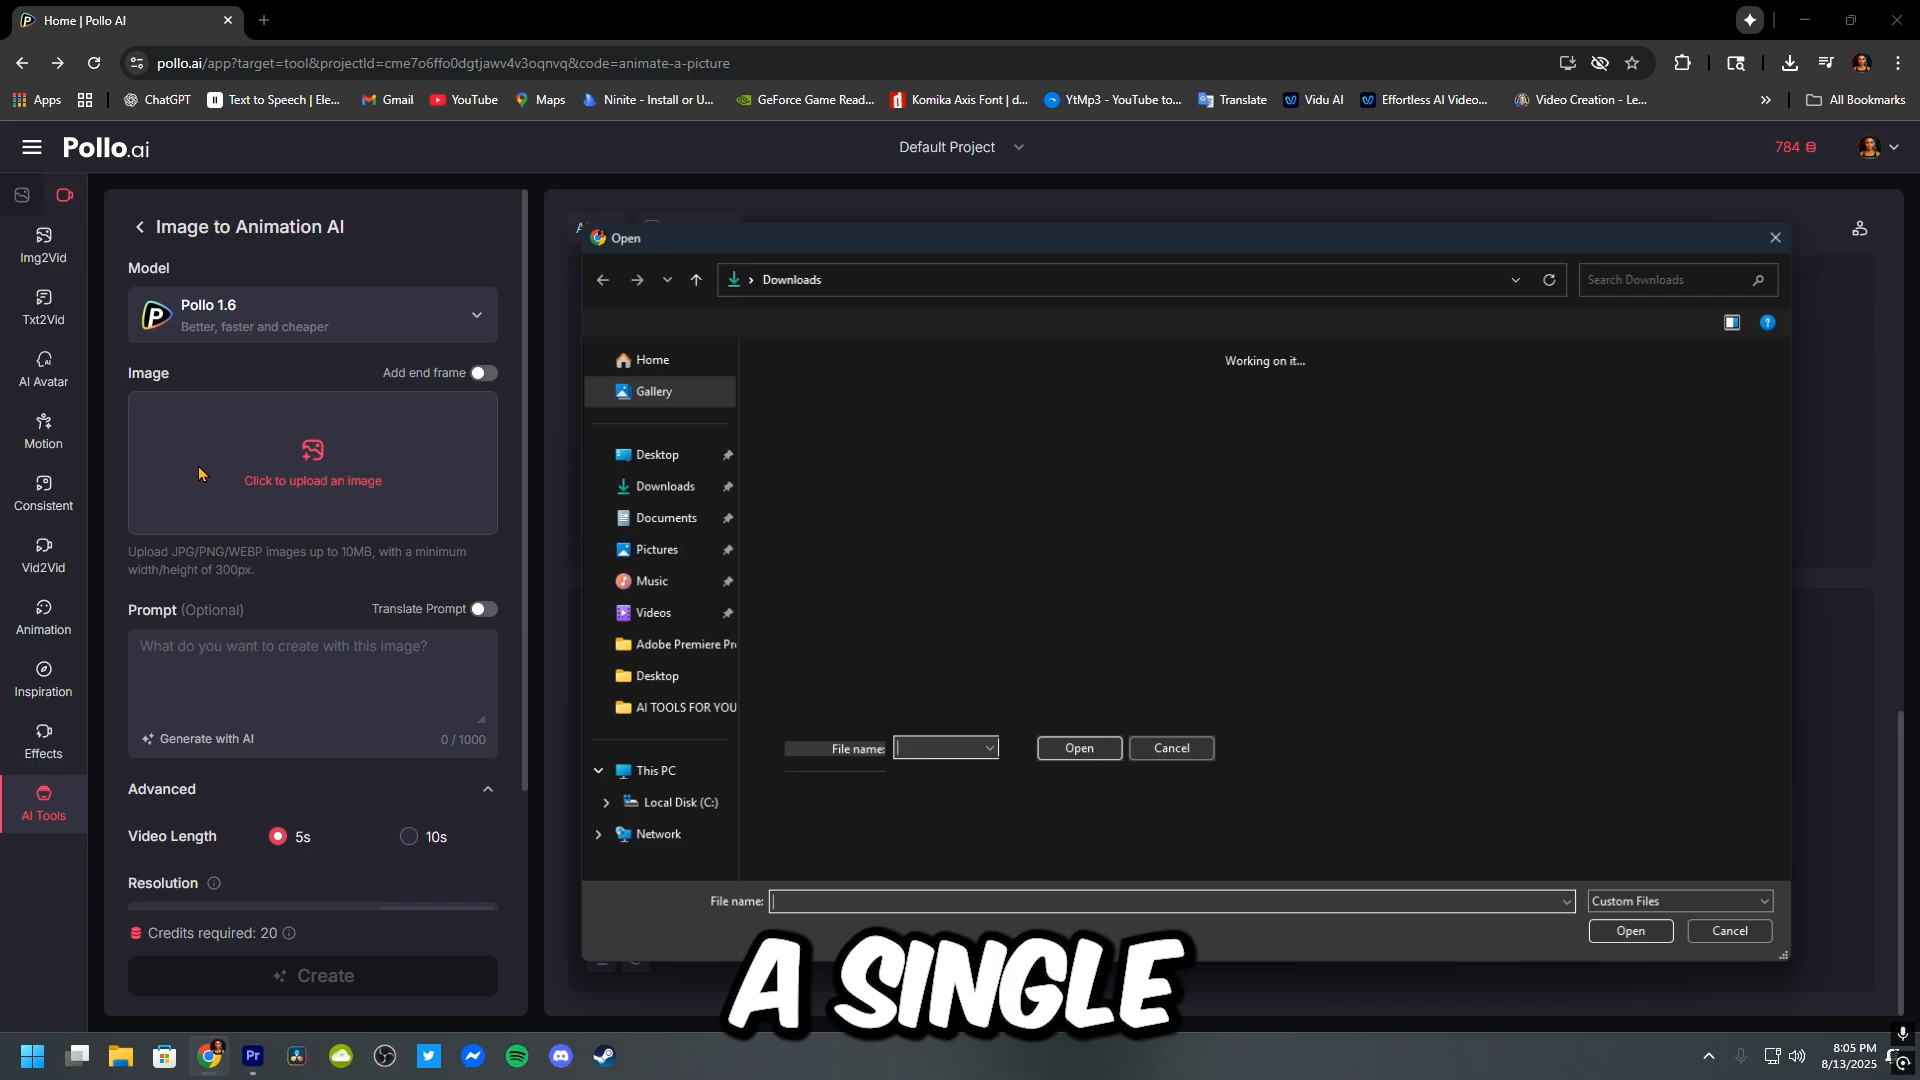 Home | Pollo AI
pollo.ai/app?target=tool&projectId=cme7o6ffo0dgtjawv4v3oqnvq&code=animate-a-picture
Apps
ChatGPT
Text to Speech | Ele...
Gmail
YouTube
Maps
Ninite - Install or U...
GeForce Game Read...
Komika Axis Font | d...
YtMp3 - YouTube to...
Translate
Vidu AI
Effortless AI Video...
Video Creation - Le...
All Bookmarks
Pollo.ai
Default Project
784
Img2Vid
Txt2Vid
AI Avatar
Motion
Consistent
Vid2Vid
Animation
Inspiration
Effects
AI Tools
Image to Animation AI
Model
Pollo 1.6
Better, faster and cheaper
Image
Add end frame
Click to upload an image
Upload JPG/PNG/WEBP images up to 10MB, with a minimum
width/height of 300px.
Prompt (Optional)
Translate Prompt
What do you want to create with this image?
Generate with AI
0 / 1000
Advanced
Video Length
5s
10s
Resolution
Credits required: 20
Create
Open
Downloads
Search Downloads
Home
Gallery
Desktop
Downloads
Documents
Pictures
Music
Videos
Adobe Premiere Pr
Desktop
AI TOOLS FOR YOU
This PC
Local Disk (C:)
Network
Working on it...
File name:
Open
Cancel
File name:
Custom Files
Open
Cancel
A SINGLE
8:05 PM
8/13/2025